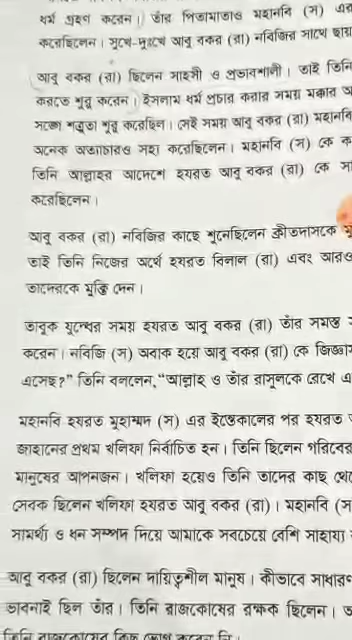 ধর্ম গ্রহণ করেন। তাঁর পিতামাতাও মহানবি (স) এর
করেছিলেন। সুখে-দুঃখে আবু বকর (রা) নবিজির সাথে ছায়
আবু বকর (রা) ছিলেন সাহসী ও প্রভাবশালী। তাই তিনি
করতে শুরু করেন। ইসলাম ধর্ম প্রচার করার সময় মক্কার
সঙ্গে শত্রুতা শুরু করেছিল। সেই সময় আবু বকর (রা) মহানবি
অনেক অত্যাচারও সহ্য করেছিলেন। মহানবি (স) কে ক
তিনি আল্লাহর আদেশে হযরত আবু বকর (রা) কে সা
করেছিলেন।
আবু বকর (রা) নবিজির কাছে শুনেছিলেন ক্রীতদাসকে মু
তাই তিনি নিজের অর্থে হযরত বিলাল (রা) এবং আরও
তাদেরকে মুক্তি দেন।
তাবুক যুদ্ধের সময় হযরত আবু বকর (রা) তাঁর সমস্ত
করেন। নবিজি (স) অবাক হয়ে আবু বকর (রা) কে জিজ্ঞা
এসেছ?” তিনি বললেন, “আল্লাহ ও তাঁর রাসুলকে রেখে এ
মহানবি হযরত মুহাম্মদ (স) এর ইন্তেকালের পর হযরত
জাহানের প্রথম খলিফা নির্বাচিত হন। তিনি ছিলেন গরিবের
মানুষের আপনজন। খলিফা হয়েও তিনি তাদের কাছ থে
সেবক ছিলেন খলিফা হযরত আবু বকর (রা)। মহানবি (স
সামর্থ্য ও ধন সম্পদ দিয়ে আমাকে সবচেয়ে বেশি সাহায্য
আবু বকর (রা) ছিলেন দায়িত্বশীল মানুষ। কীভাবে সাধারণ
ভাবনাই ছিল তাঁর। তিনি রাজকোষের রক্ষক ছিলেন।
তিনি রাজকোষের কিছু ভোগ করেন নি।